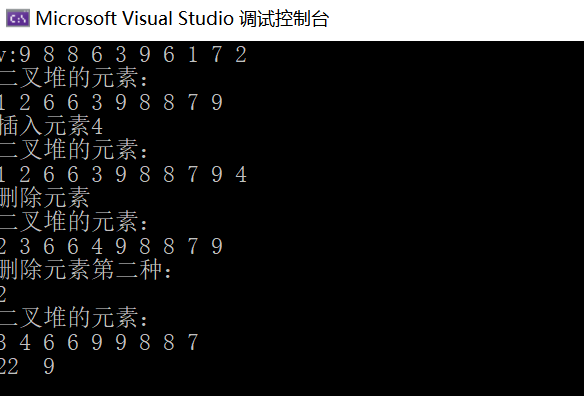 C:\
Microsoft Visual Studio 调试控制台
v:9 8 8 6 3 9 6 1 7 2
二叉堆的元素：
1 2 6 6 3 9 8 8 7 9
插入元素4
二叉堆的元素：
1 2 6 6 3 9 8 8 7 9 4
删除元素
二叉堆的元素：
2 3 6 6 4 9 8 8 7 9
删除元素第二种：
2
二叉堆的元素：
3 4 6 6 9 9 8 8 7
22  9